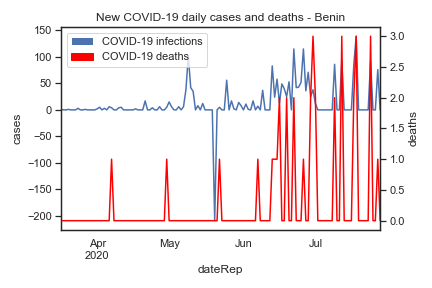 New COVID-19 daily cases and deaths - Benin
COVID-19 infections
COVID-19 deaths
150
100
50
0
−50
−100
−150
−200
cases
3.0
2.5
2.0
1.5
1.0
0.5
0.0
deaths
Apr
2020
May
Jun
Jul
dateRep